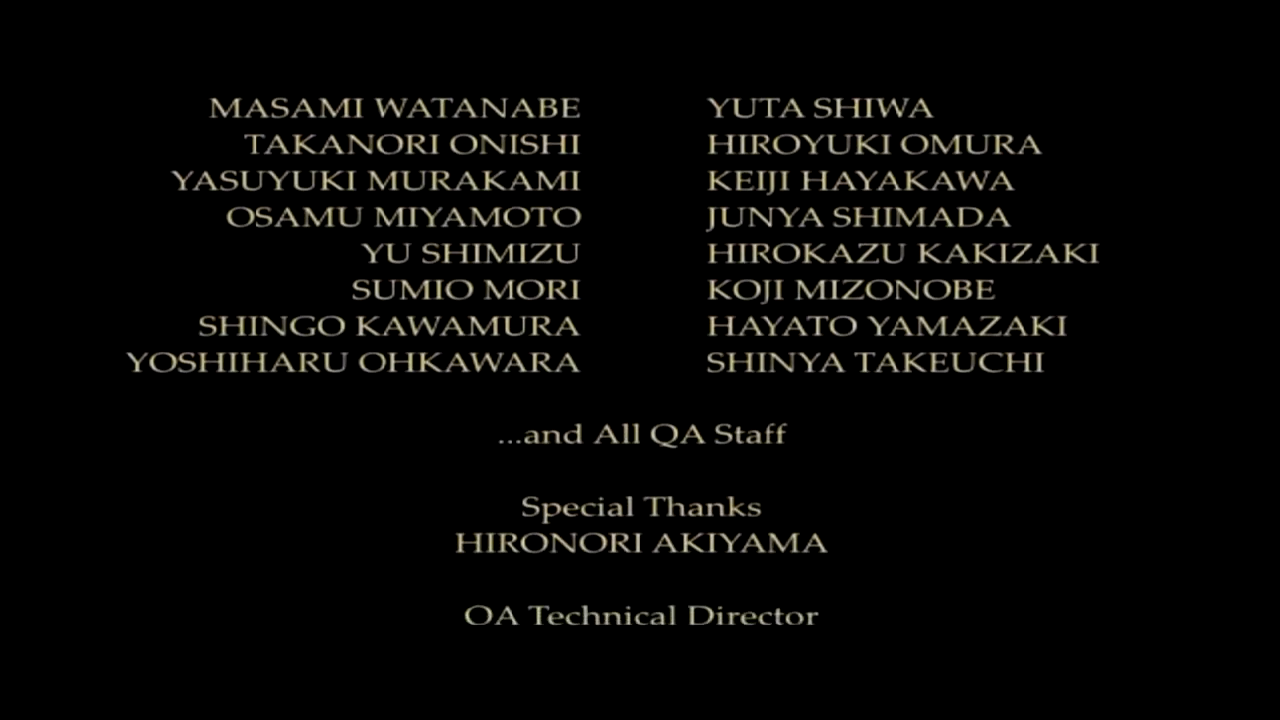 MASAMI WATANABE YUTA SHIWA
TAKANORI ONISHI HIROYUKI OMURA
YASUYUKI MURAKAMI KEIJI HAYAKAWA
OSAMU MIYAMOTO JUNYA SHIMADA
YU SHIMIZU HIROKAZU KAKIZAKI
SUMIO MORI KOJI MIZONOBE
SHINGO KAWAMURA HAYATO YAMAZAKI
YOSHIHARU OHKAWARA SHINYA TAKEUCHI
...and All QA Staff
Special Thanks
HIRONORI AKIYAMA
OA Technical Director